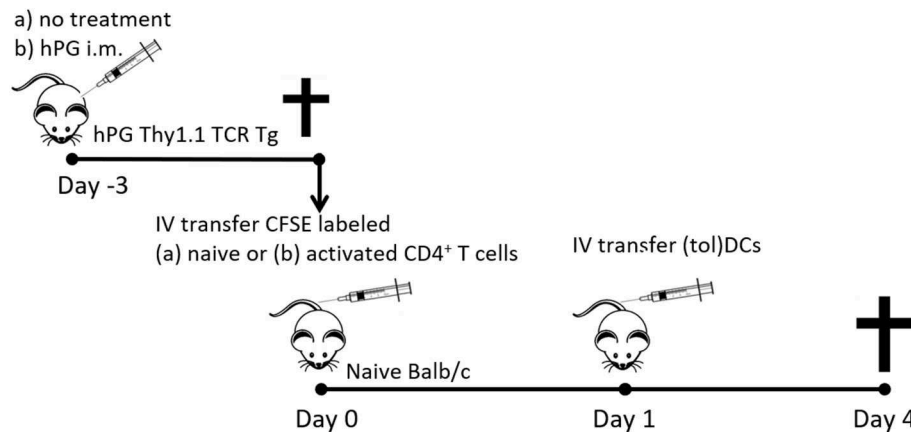 a) no treatment
b) hPG i.m.
hPG Thy1.1 TCR Tg
Day -3
IV transfer CFSE labeled
(a) naive or (b) activated CD4⁺ T cells
IV transfer (tol)DCs
Naive Balb/c
Day 0
Day 1
Day 4